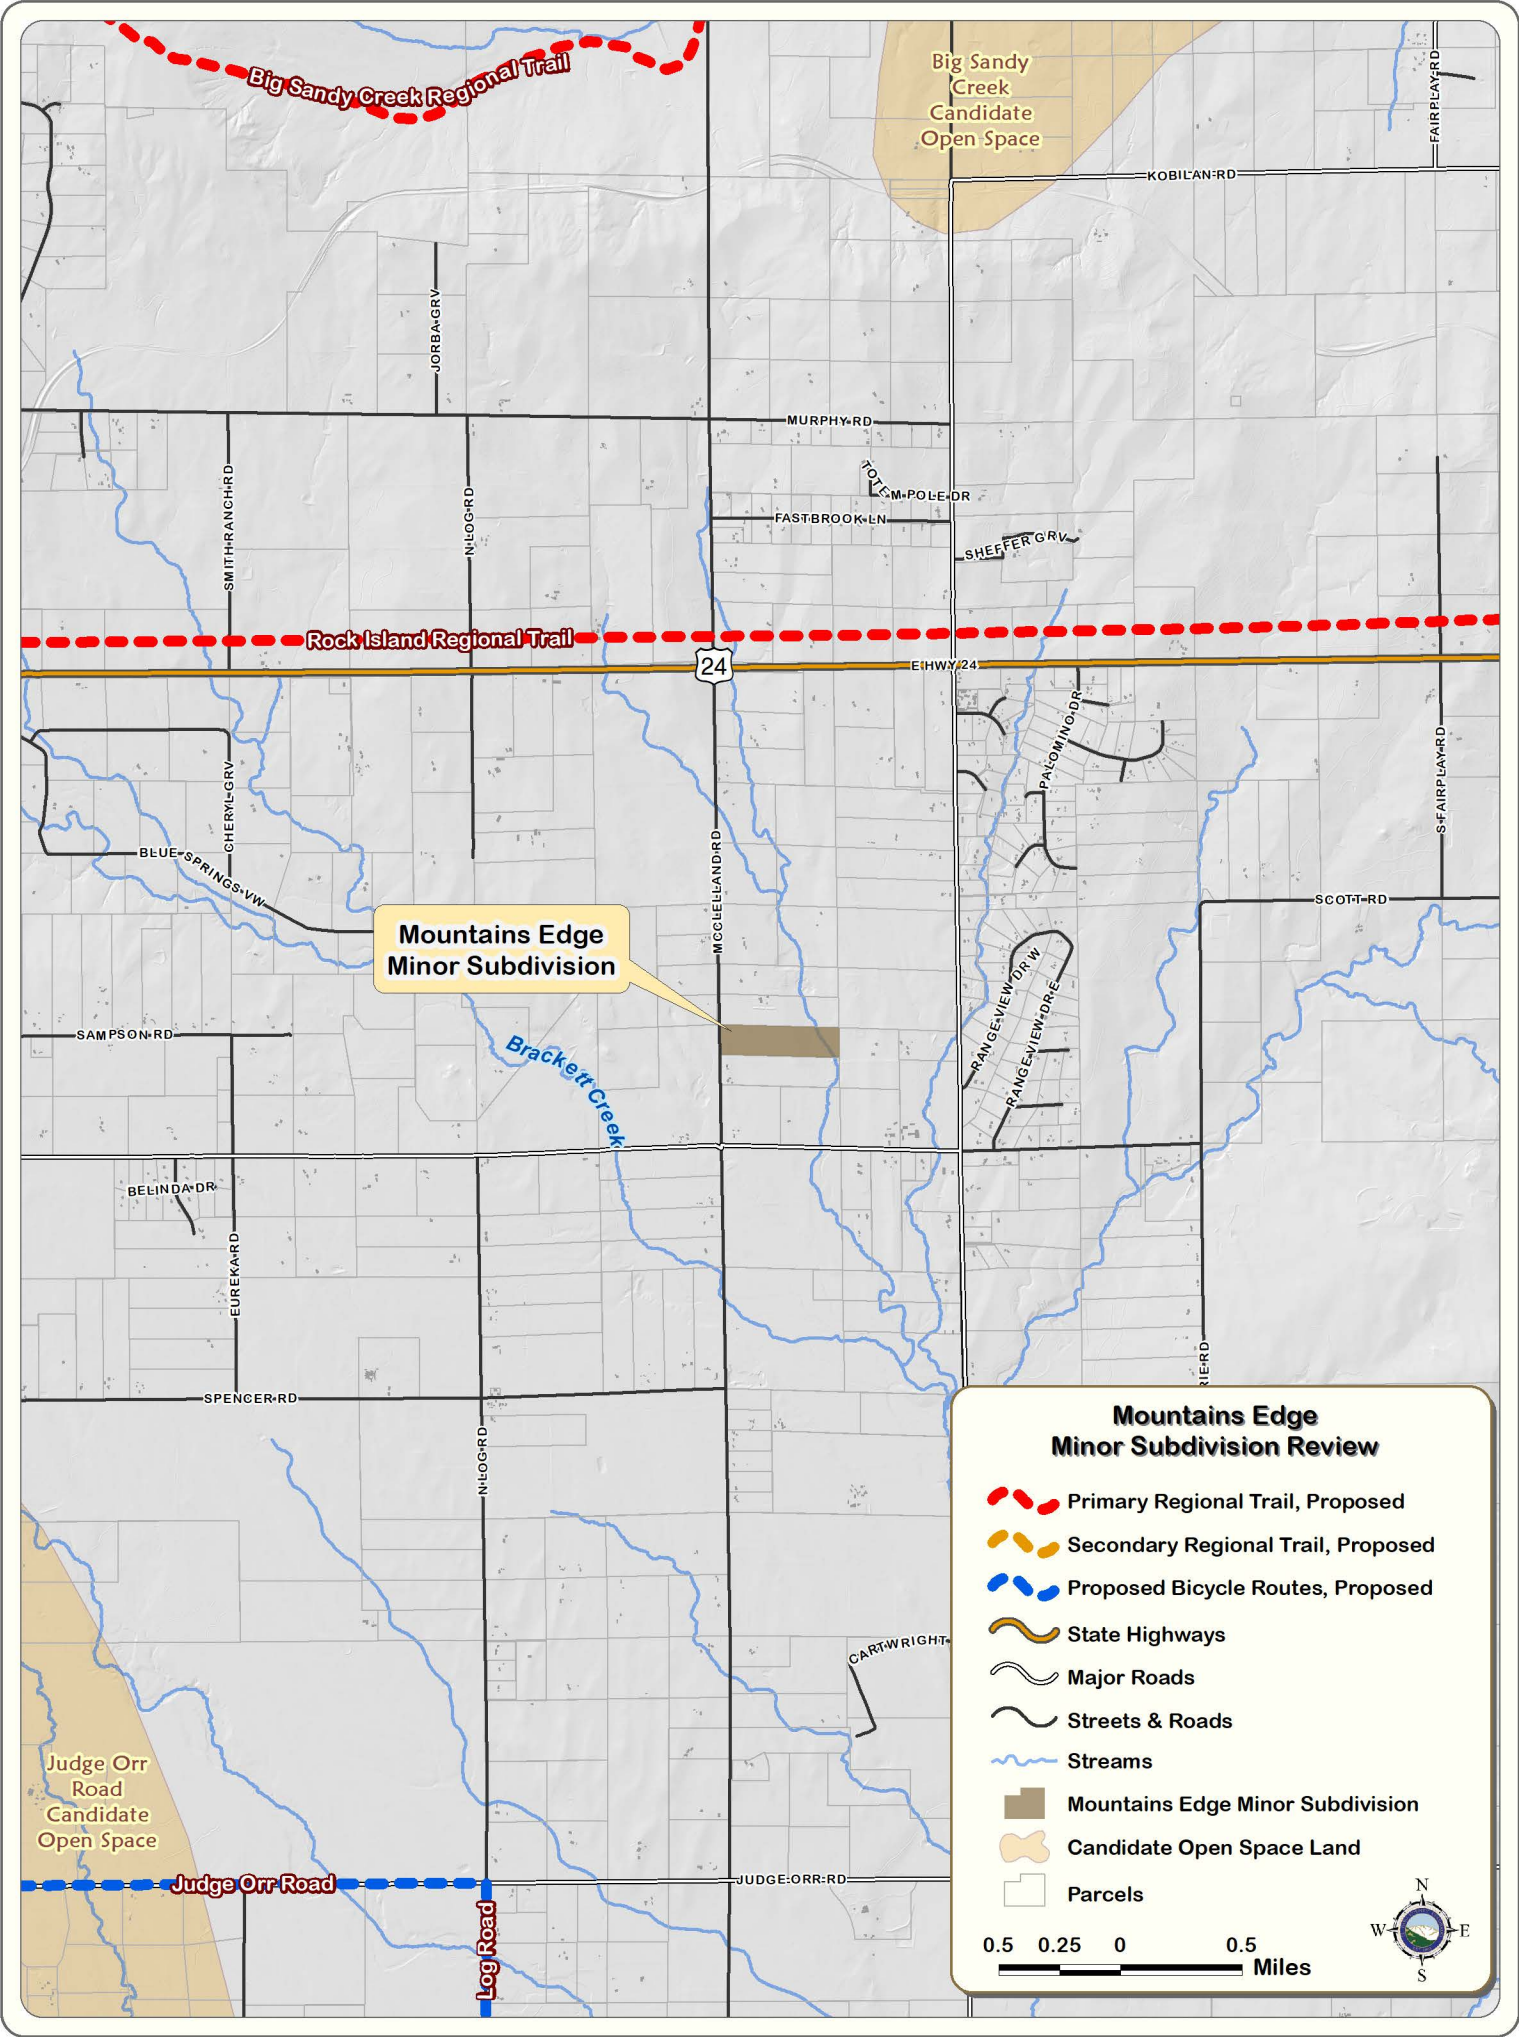 Big Sandy Creek Regional Trail
Big Sandy
Creek
Candidate
Open Space
FAIRPLAY RD
KOBILAN RD
JORBA GRV
MURPHY RD
TOTEM POLE DR
FASTBROOK LN
SHEFFER GRV
SMITH RANCH RD
N LOG RD
Rock Island Regional Trail
24
E HWY 24
PALOMINO DR
S FAIRPLAY RD
CHERYL GRV
BLUE SPRINGS VW
MCCLELLAND RD
SCOTT RD
Mountains Edge
Minor Subdivision
RANGE VIEW DR W
RANGE VIEW DR E
SAMPSON RD
Brackett Creek
BELINDA DR
EUREKA RD
RIE RD
SPENCER RD
N LOG RD
CARTWRIGHT
Judge Orr
Road
Candidate
Open Space
Judge Orr Road
JUDGE ORR RD
Log Road
Mountains Edge
Minor Subdivision Review
Primary Regional Trail, Proposed
Secondary Regional Trail, Proposed
Proposed Bicycle Routes, Proposed
State Highways
Major Roads
Streets & Roads
Streams
Mountains Edge Minor Subdivision
Candidate Open Space Land
Parcels
N
W E
S
0.5 0.25 0 0.5
Miles